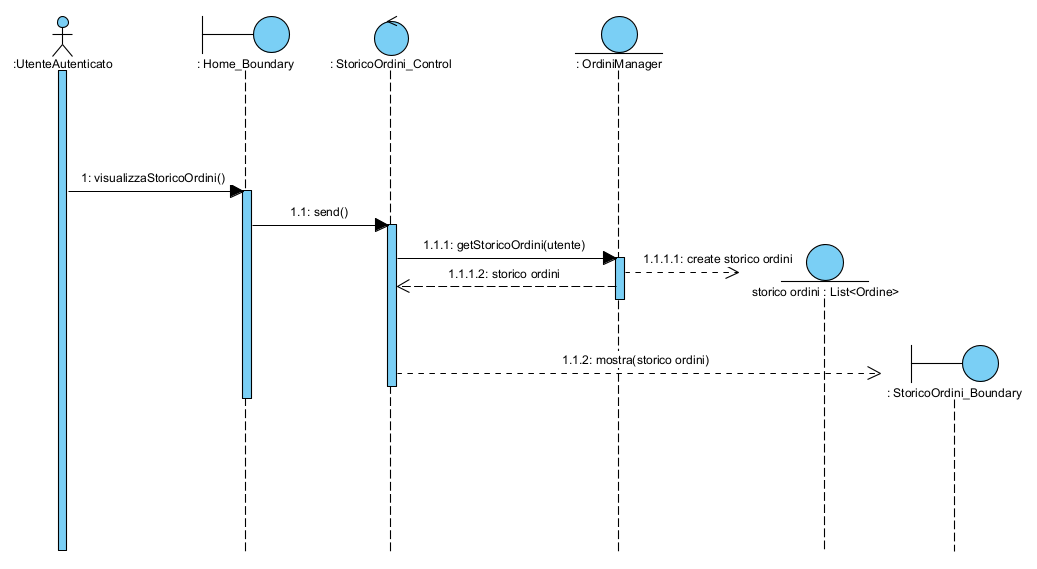 :UtenteAutenticato
: Home_Boundary
: StoricoOrdini_Control
: OrdiniManager
1: visualizzaStoricoOrdini()
1.1: send()
1.1.1: getStoricoOrdini(utente)
1.1.1.1: create storico ordini
1.1.1.2: storico ordini
storico ordini : List<Ordine>
1.1.2: mostra(storico ordini)
: StoricoOrdini_Boundary